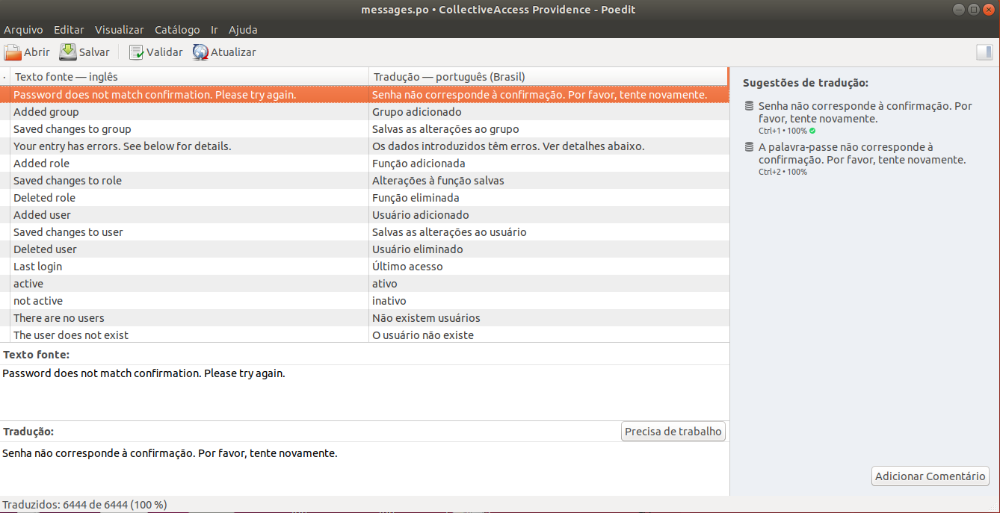 messages.po • CollectiveAccess Providence - Poedit
Arquivo Editar Visualizar Catálogo Ir Ajuda
Abrir Salvar Validar Atualizar
· Texto fonte — inglês Tradução — português (Brasil)
Password does not match confirmation. Please try again. Senha não corresponde à confirmação. Por favor, tente novamente.
Added group Grupo adicionado
Saved changes to group Salvas as alterações ao grupo
Your entry has errors. See below for details. Os dados introduzidos têm erros. Ver detalhes abaixo.
Added role Função adicionada
Saved changes to role Alterações à função salvas
Deleted role Função eliminada
Added user Usuário adicionado
Saved changes to user Salvas as alterações ao usuário
Deleted user Usuário eliminado
Last login Último acesso
active ativo
not active inativo
There are no users Não existem usuários
The user does not exist O usuário não existe
Texto fonte:
Password does not match confirmation. Please try again.
Tradução: Precisa de trabalho
Senha não corresponde à confirmação. Por favor, tente novamente.
Sugestões de tradução:
Senha não corresponde à confirmação. Por
favor, tente novamente.
Ctrl+1 • 100%
A palavra-passe não corresponde à
confirmação. Por favor, tente novamente.
Ctrl+2 • 100%
Adicionar Comentário
Traduzidos: 6444 de 6444 (100 %)